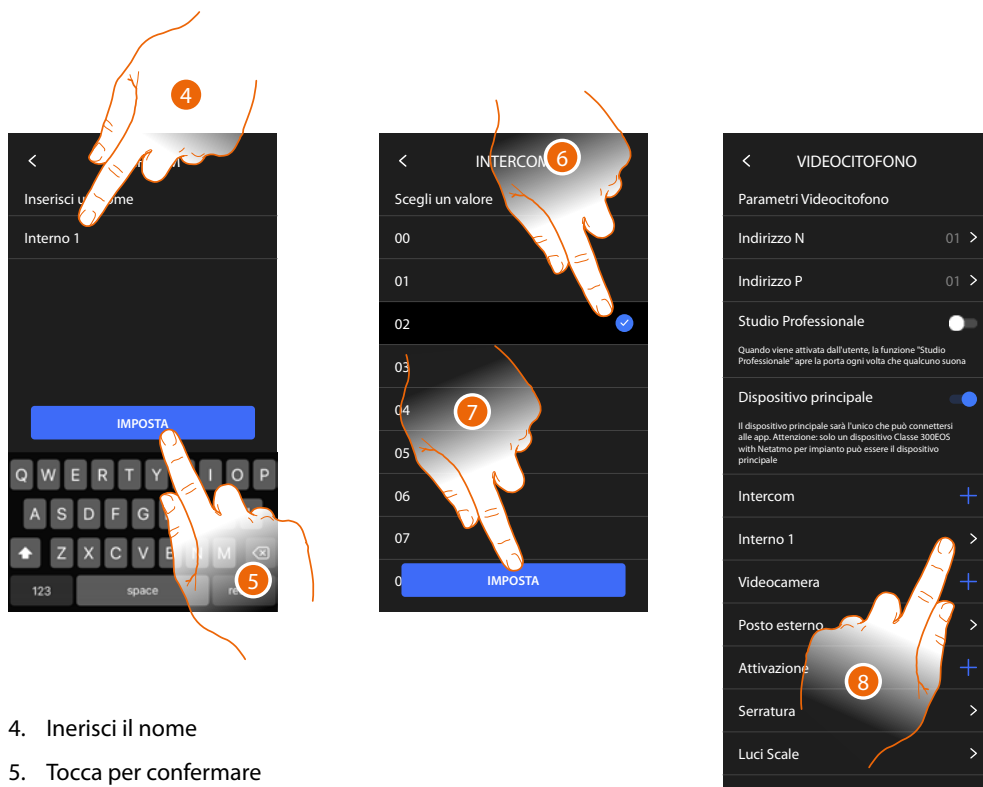 4
<
Inserisci u
me
Interno 1
IMPOSTA
Q W E R T Y I O P
A S D F G
Z X C V B N M
123 space re
5
6
< INTERCOM
Scegli un valore
00
01
02
03
04
7
05
06
07
0
IMPOSTA
< VIDEOCITOFONO
Parametri Videocitofono
Indirizzo N 01 >
Indirizzo P 01 >
Studio Professionale
Quando viene attivata dall'utente, la funzione "Studio
Professionale" apre la porta ogni volta che qualcuno suona
Dispositivo principale
Il dispositivo principale sarà l'unico che può connettersi
alle app. Attenzione: solo un dispositivo Classe 300EOS
with Netatmo per impianto può essere il dispositivo
principale
Intercom +
Interno 1 >
Videocamera +
Posto esterno >
Attivazione +
8
Serratura >
Luci Scale >
4. Inerisci il nome
5. Tocca per confermare